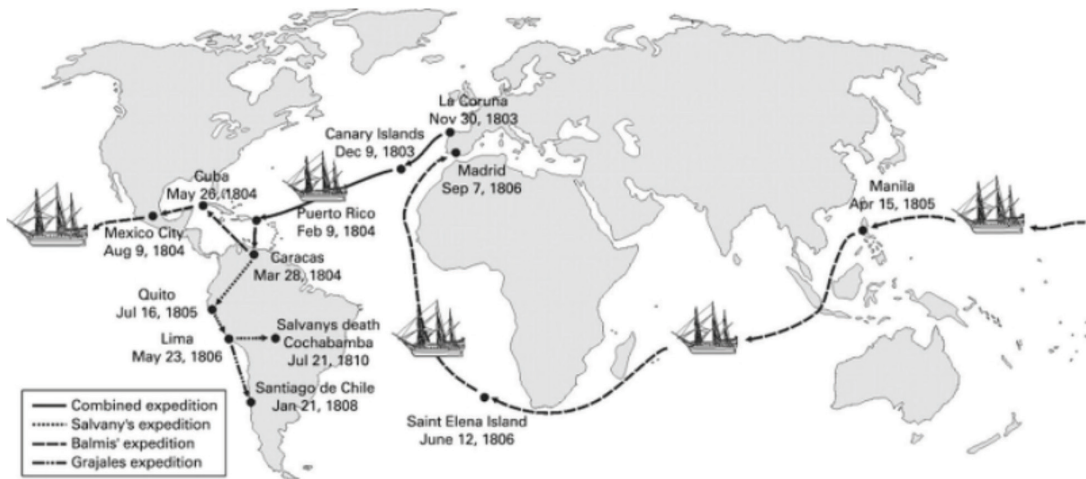 La Coruna
Nov 30, 1803
Canary Islands
Dec 9, 1803
Madrid
Sep 7, 1806
Cuba
May 26, 1804
Manila
Apr 15, 1805
Puerto Rico
Feb 9, 1804
Mexico City
Aug 9, 1804
Caracas
Mar 28, 1804
Quito
Jul 16, 1805
Lima
May 23, 1806
Salvanys death
Cochabamba
Jul 21, 1810
Santiago de Chile
Jan 21, 1808
Saint Elena Island
June 12, 1806
Combined expedition
Salvany's expedition
Balmis' expedition
Grajales expedition